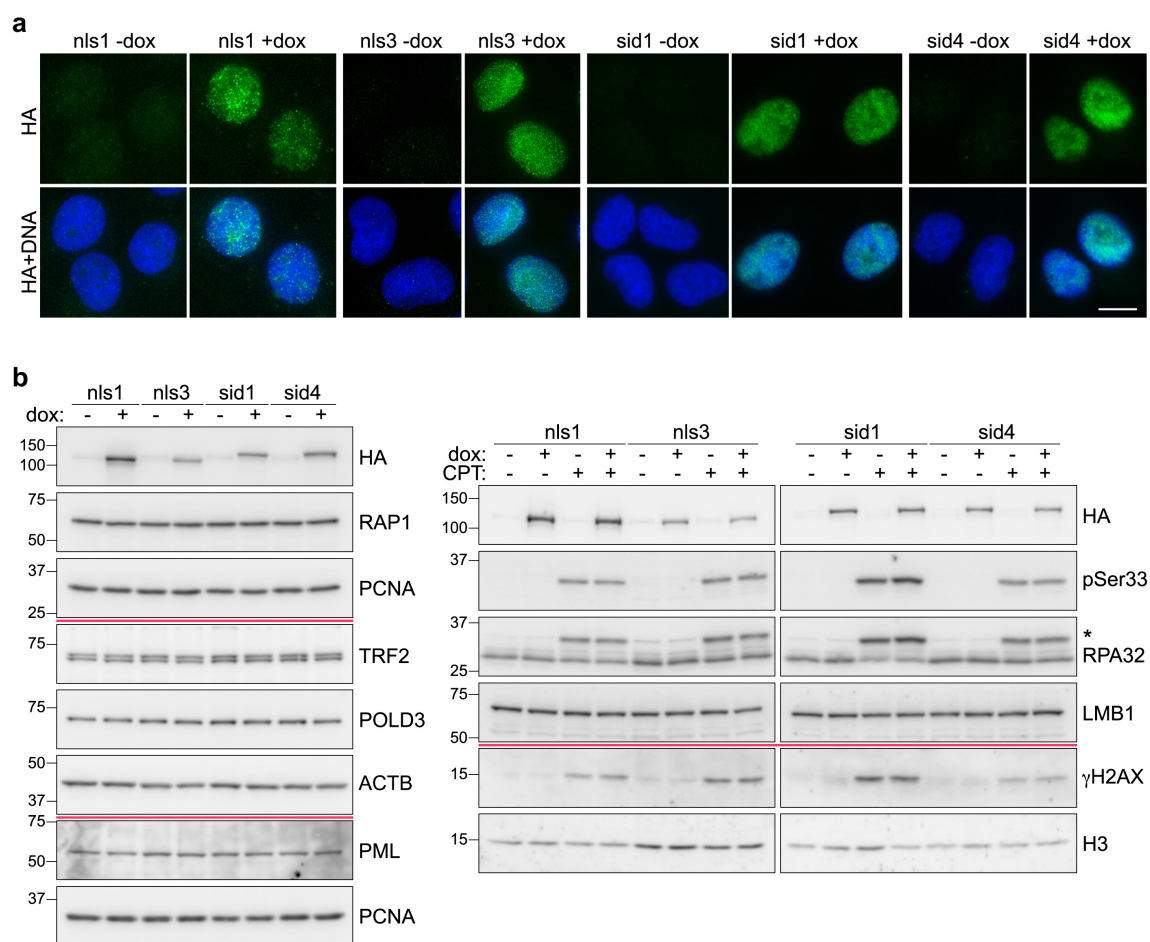 a
nls1 -dox nls1 +dox nls3 -dox nls3 +dox sid1 -dox sid1 +dox sid4 -dox sid4 +dox
HA
HA+DNA
b
nls1 nls3 sid1 sid4
dox: - + - + - + - +
150
100
HA
75
50
RAP1
37
25
PCNA
75
TRF2
75
POLD3
50
37
ACTB
75
50
PML
37
PCNA
nls1 nls3 sid1 sid4
dox: - + - + - + - + - + - + - + - +
CPT: - - + + - - + + - - + + - - + +
150
100
HA
37
pSer33
37
25
*
RPA32
75
50
LMB1
15
γH2AX
15
H3